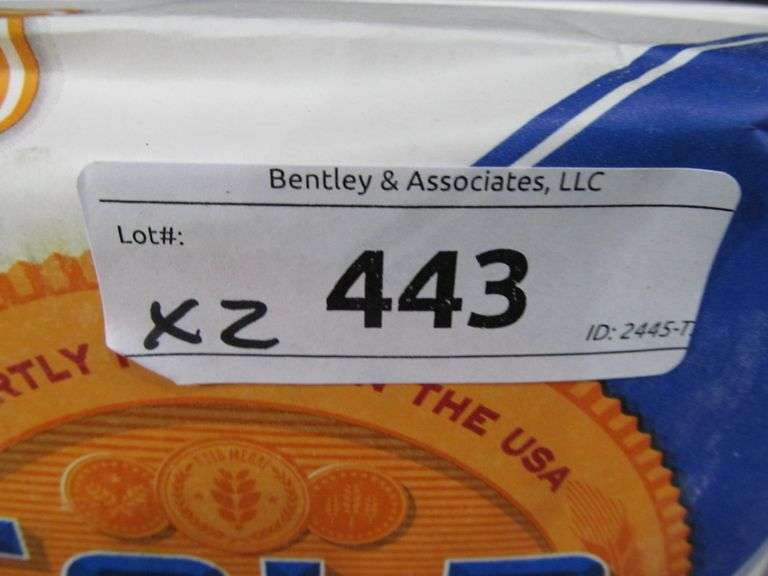 Bentley & Associates, LLC
Lot#:
443
X2
ID: 2445-T
THE USA